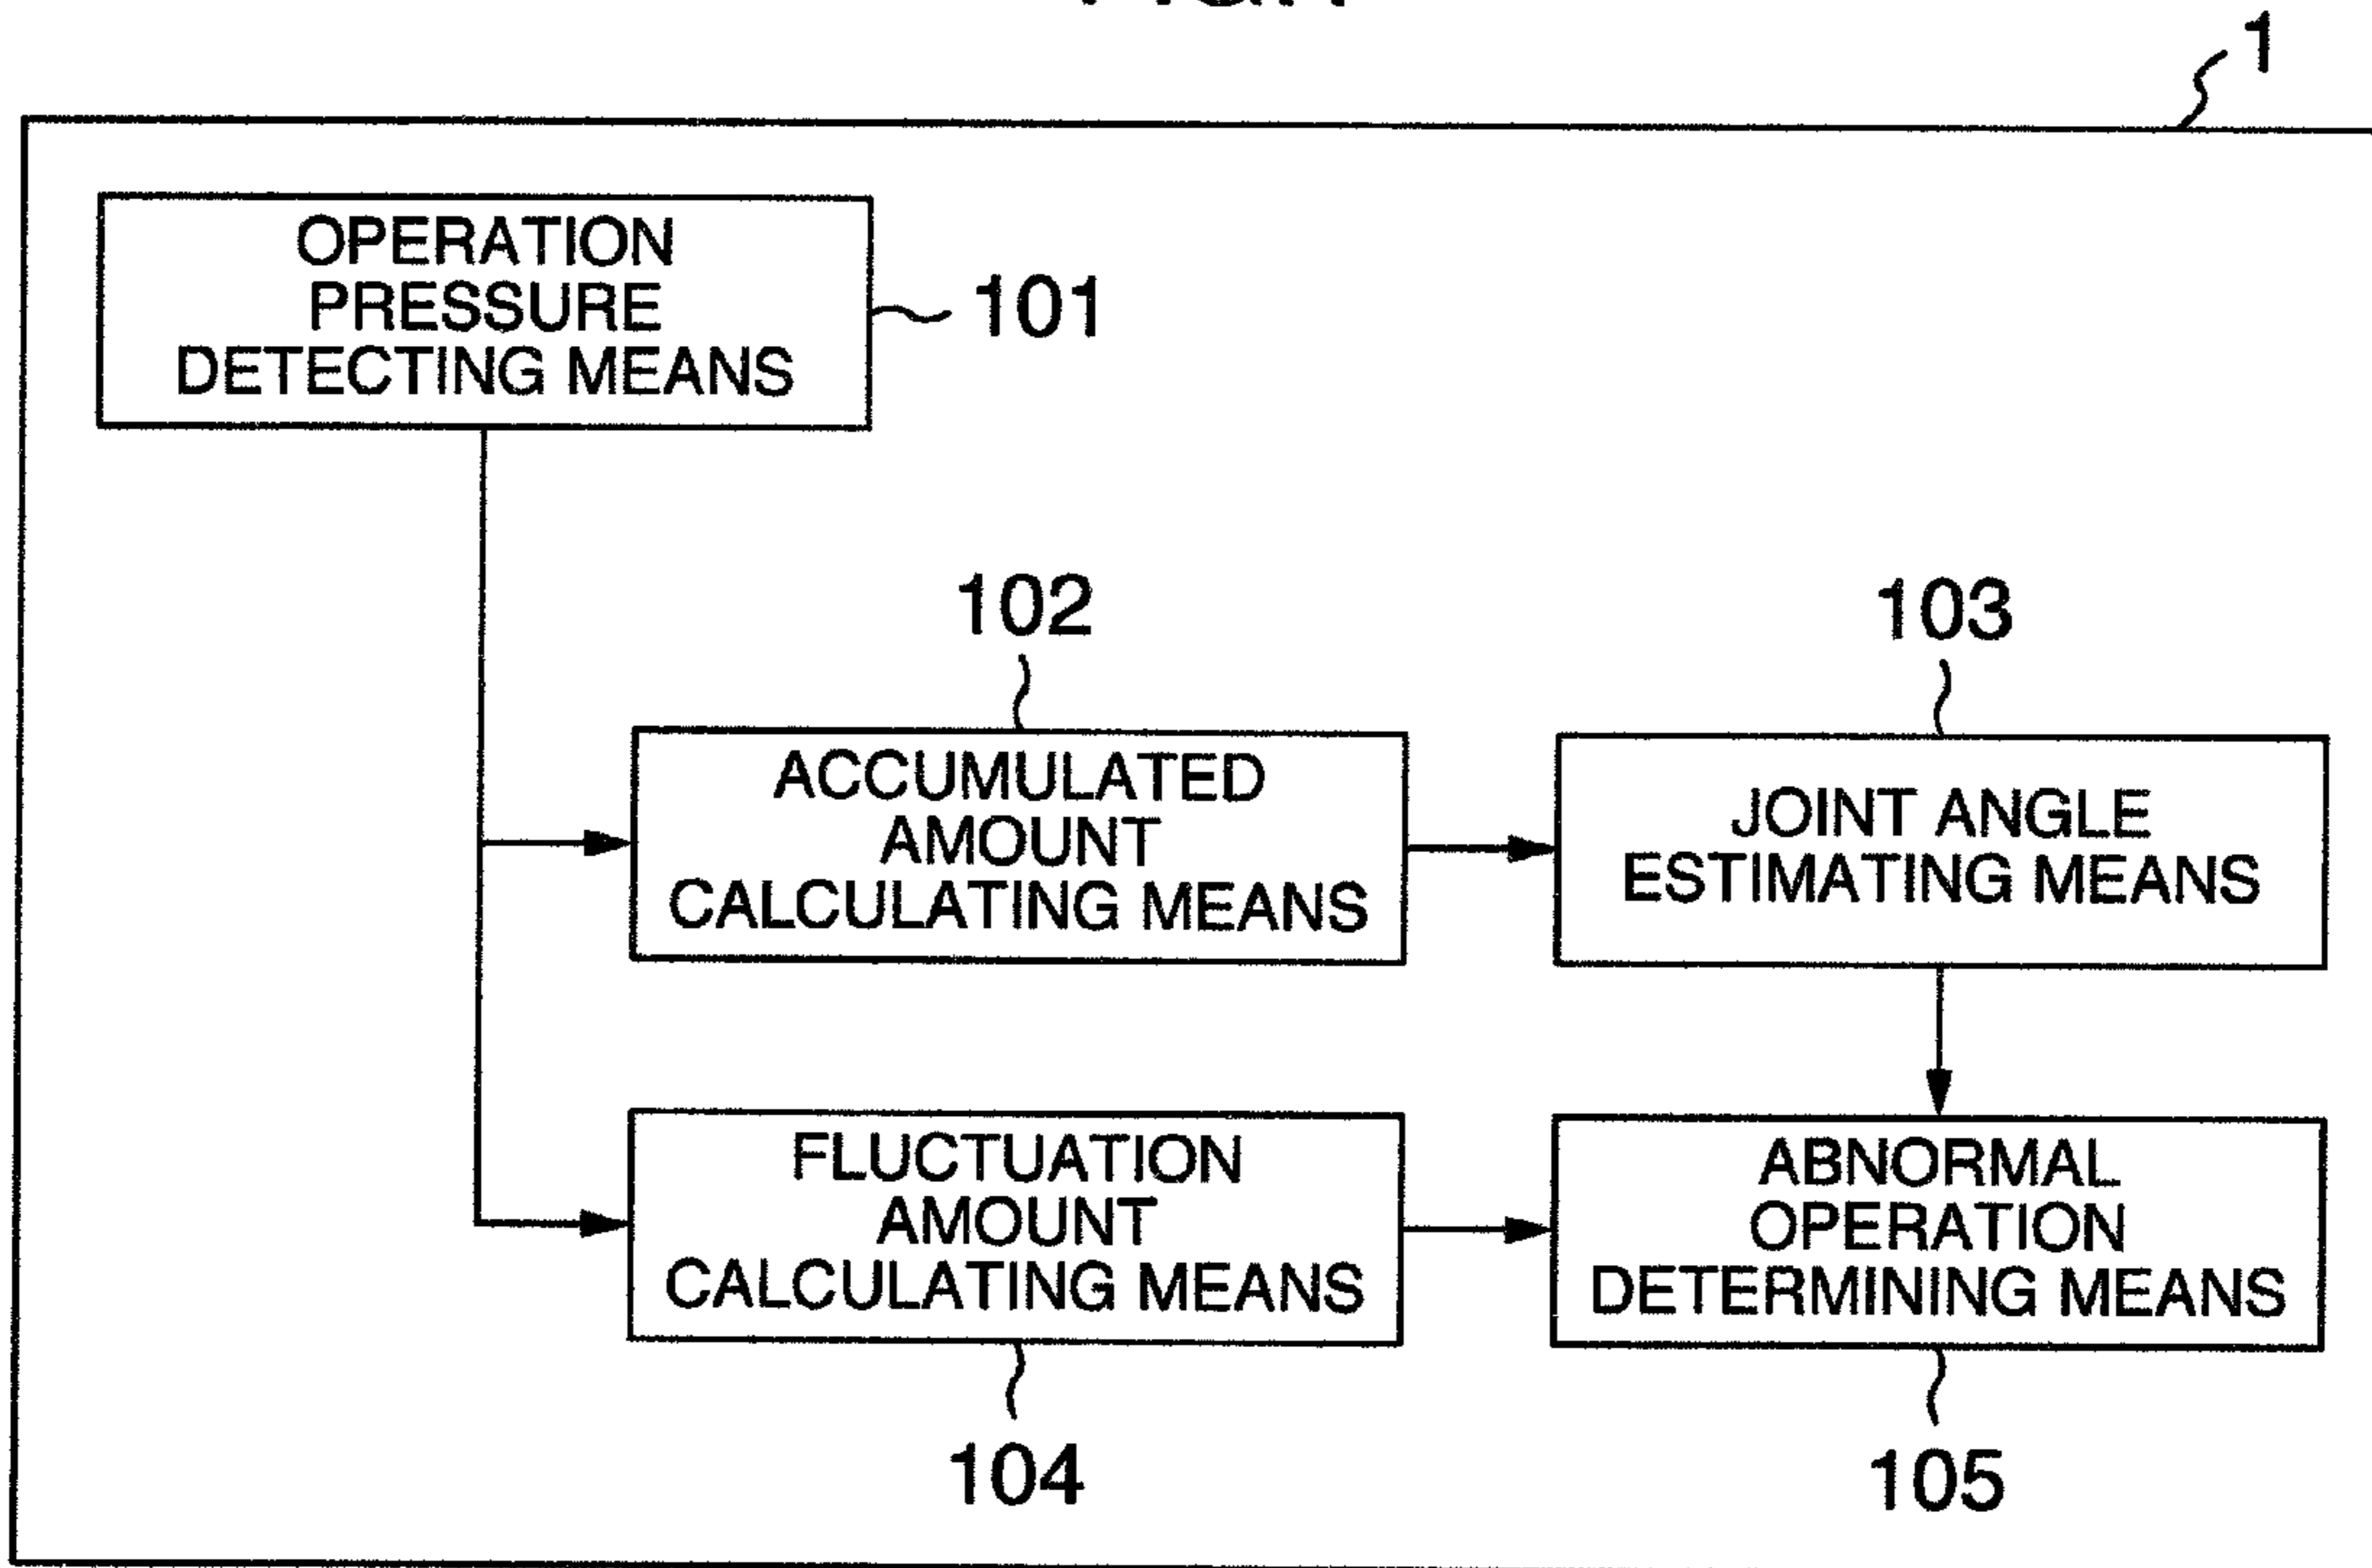 1
OPERATION
PRESSURE
DETECTING MEANS
101
102
103
ACCUMULATED
AMOUNT
CALCULATING MEANS
JOINT ANGLE
ESTIMATING MEANS
FLUCTUATION
AMOUNT
CALCULATING MEANS
ABNORMAL
OPERATION
DETERMINING MEANS
104
105